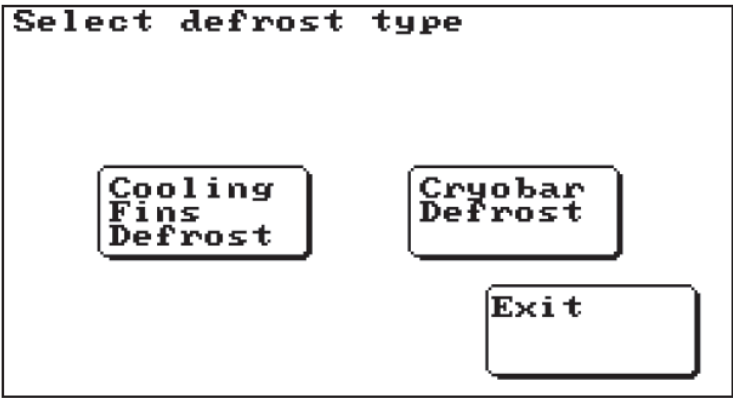 Select defrost type
Cooling
Fins
Defrost
Cryobar
Defrost
Exit